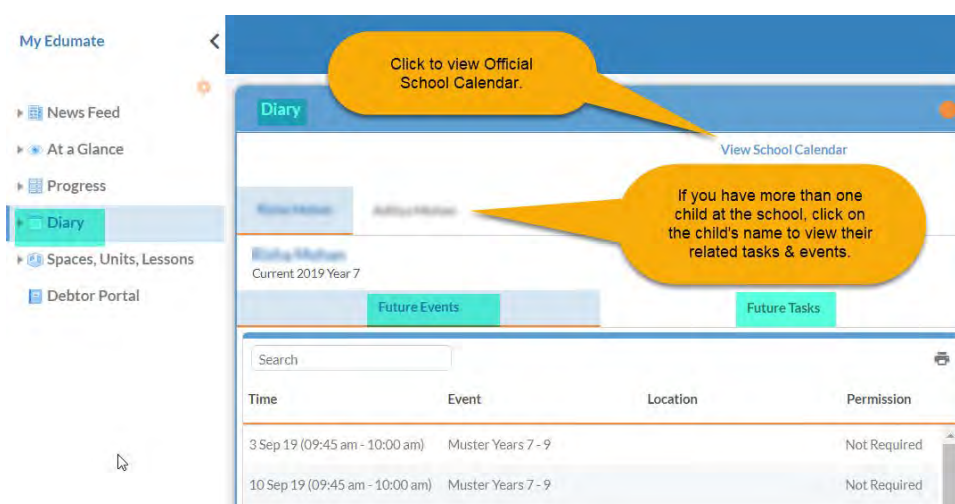 My Edumate
News Feed
At a Glance
Progress
Diary
Spaces, Units, Lessons
Debtor Portal
Click to view Official
School Calendar.
Diary
View School Calendar
If you have more than one
child at the school, click on
the child's name to view their
related tasks & events.
Current 2019 Year 7
Future Events
Future Tasks
Search
Time Event Location Permission
3 Sep 19 (09:45 am - 10:00 am) Muster Years 7 - 9 Not Required
10 Sep 19 (09:45 am - 10:00 am) Muster Years 7 - 9 Not Required